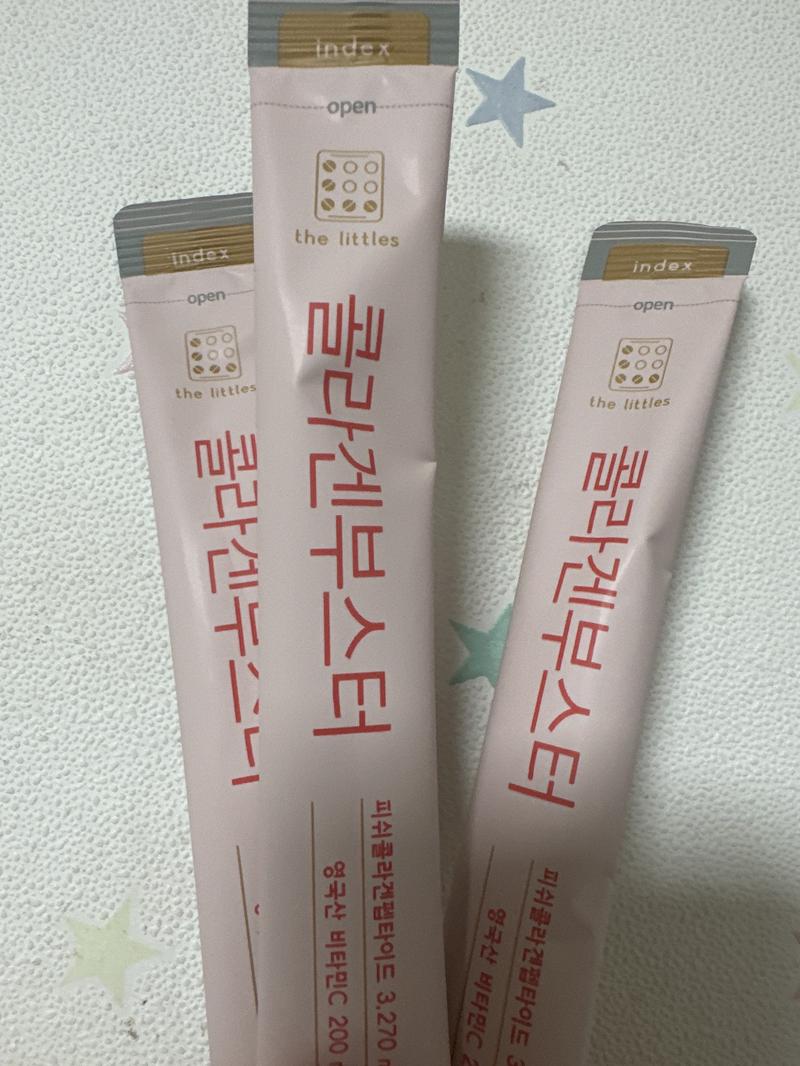 index
open
the littles
콜라겐부스터
피쉬콜라겐펩타이드 3,270
영국산 비타민C 200
index
open
the littles
콜라겐부스터
index
open
the littles
콜라겐부스터
피쉬콜라겐펩타이드
영국산 비타민C